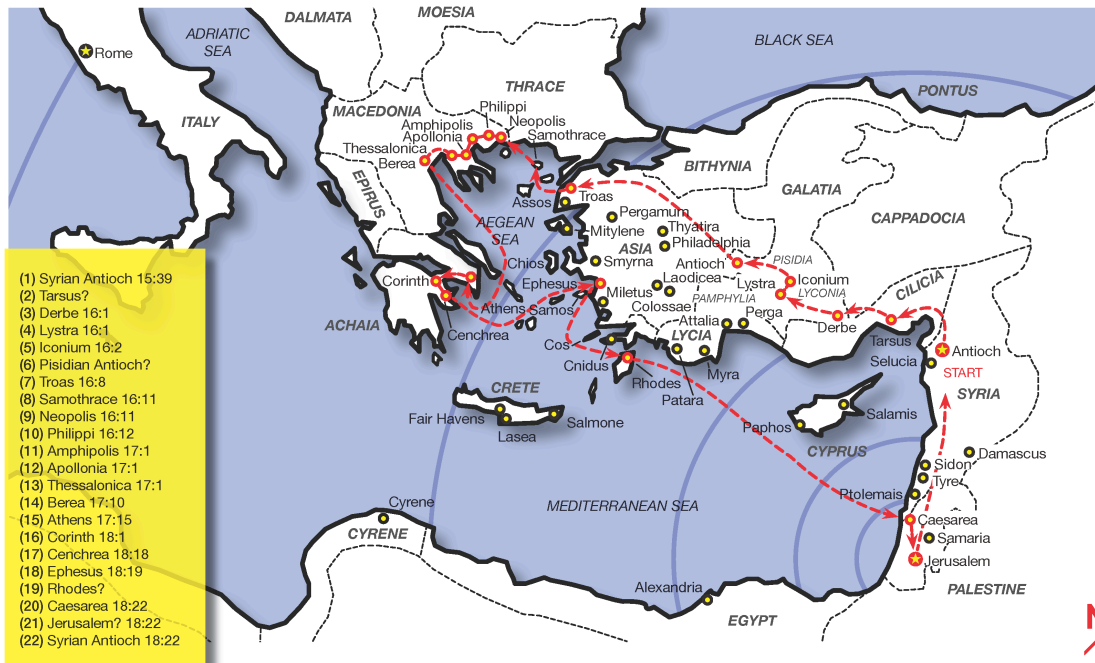 DALMATA
MOESIA
ADRIATIC
SEA
BLACK SEA
Rome
THRACE
PONTUS
MACEDONIA
ITALY
Philippi
Neopolis
Amphipolis
Apollonia
Samothrace
Thessalonica
Berea
BITHYNIA
EPIRUS
GALATIA
Assos
Troas
CAPPADOCIA
Pergamum
AEGEAN
SEA
Mitylene
Thyatira
ASIA
Philadelphia
Chios
Smyrna
Antioch
PISIDIA
Corinth
Ephesus
Laodicea
Lystra
Iconium
LYCONIA
CILICIA
Miletus
PAMPHYLIA
Athens
Samos
Colossae
ACHAIA
Attalia
Perga
Derbe
Cenchrea
LYCIA
Tarsus
Cos
Antioch
Cnidus
Selucia
START
Rhodes
Myra
CRETE
Patara
SYRIA
Fair Havens
Salmone
Salamis
Lasea
Paphos
CYPRUS
Damascus
Sidon
Tyre
MEDITERRANEAN SEA
Ptolemais
Cyrene
Caesarea
CYRENE
Samaria
Jerusalem
Alexandria
PALESTINE
EGYPT
(1) Syrian Antioch 15:39
(2) Tarsus?
(3) Derbe 16:1
(4) Lystra 16:1
(5) Iconium 16:2
(6) Pisidian Antioch?
(7) Troas 16:8
(8) Samothrace 16:11
(9) Neopolis 16:11
(10) Philippi 16:12
(11) Amphipolis 17:1
(12) Apollonia 17:1
(13) Thessalonica 17:1
(14) Berea 17:10
(15) Athens 17:15
(16) Corinth 18:1
(17) Cenchrea 18:18
(18) Ephesus 18:19
(19) Rhodes?
(20) Caesarea 18:22
(21) Jerusalem? 18:22
(22) Syrian Antioch 18:22